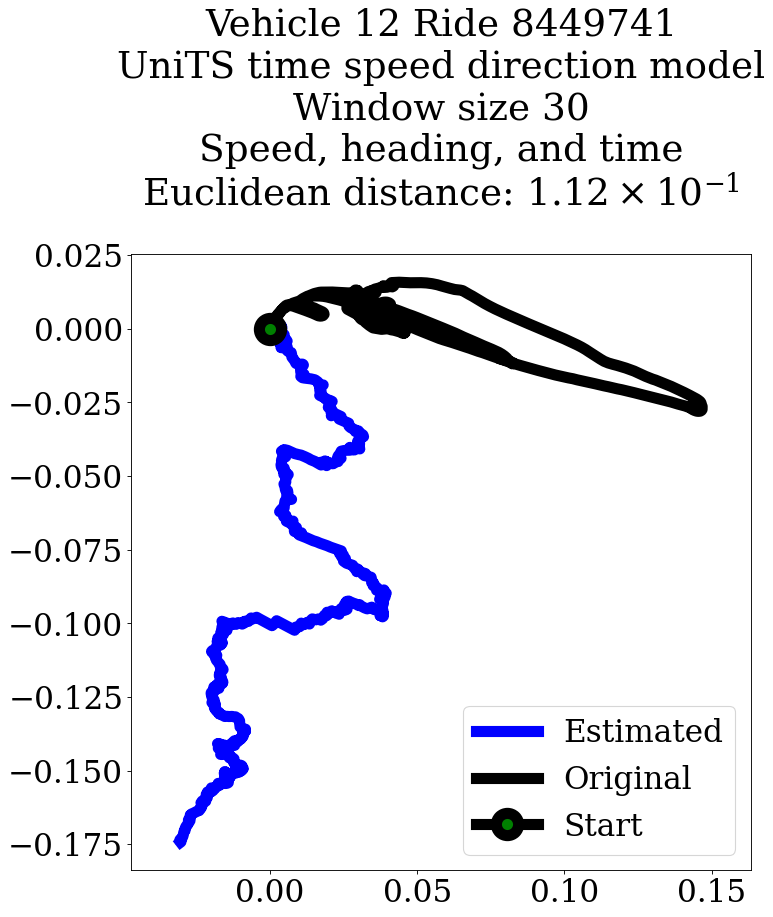 Vehicle 12 Ride 8449741
UniTS time speed direction model
Window size 30
Speed, heading, and time
Euclidean distance: 1.12 × 10⁻¹
0.025
0.000
−0.025
−0.050
−0.075
−0.100
−0.125
−0.150
−0.175
Estimated
Original
Start
0.00 0.05 0.10 0.15